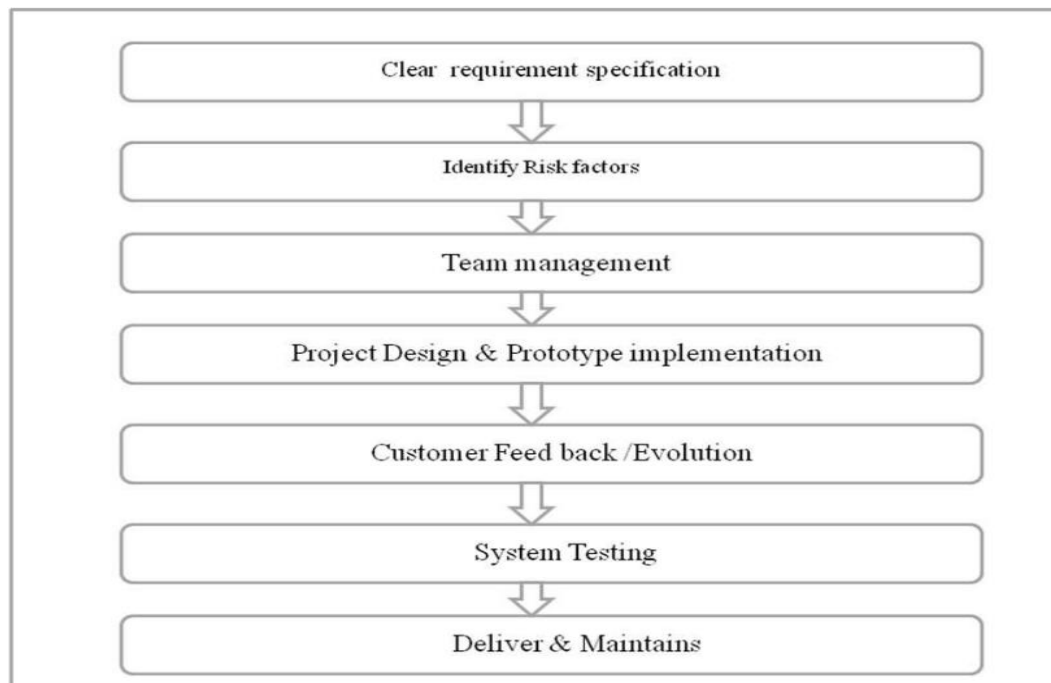 Clear requirement specification
Identify Risk factors
Team management
Project Design & Prototype implementation
Customer Feed back /Evolution
System Testing
Deliver & Maintains